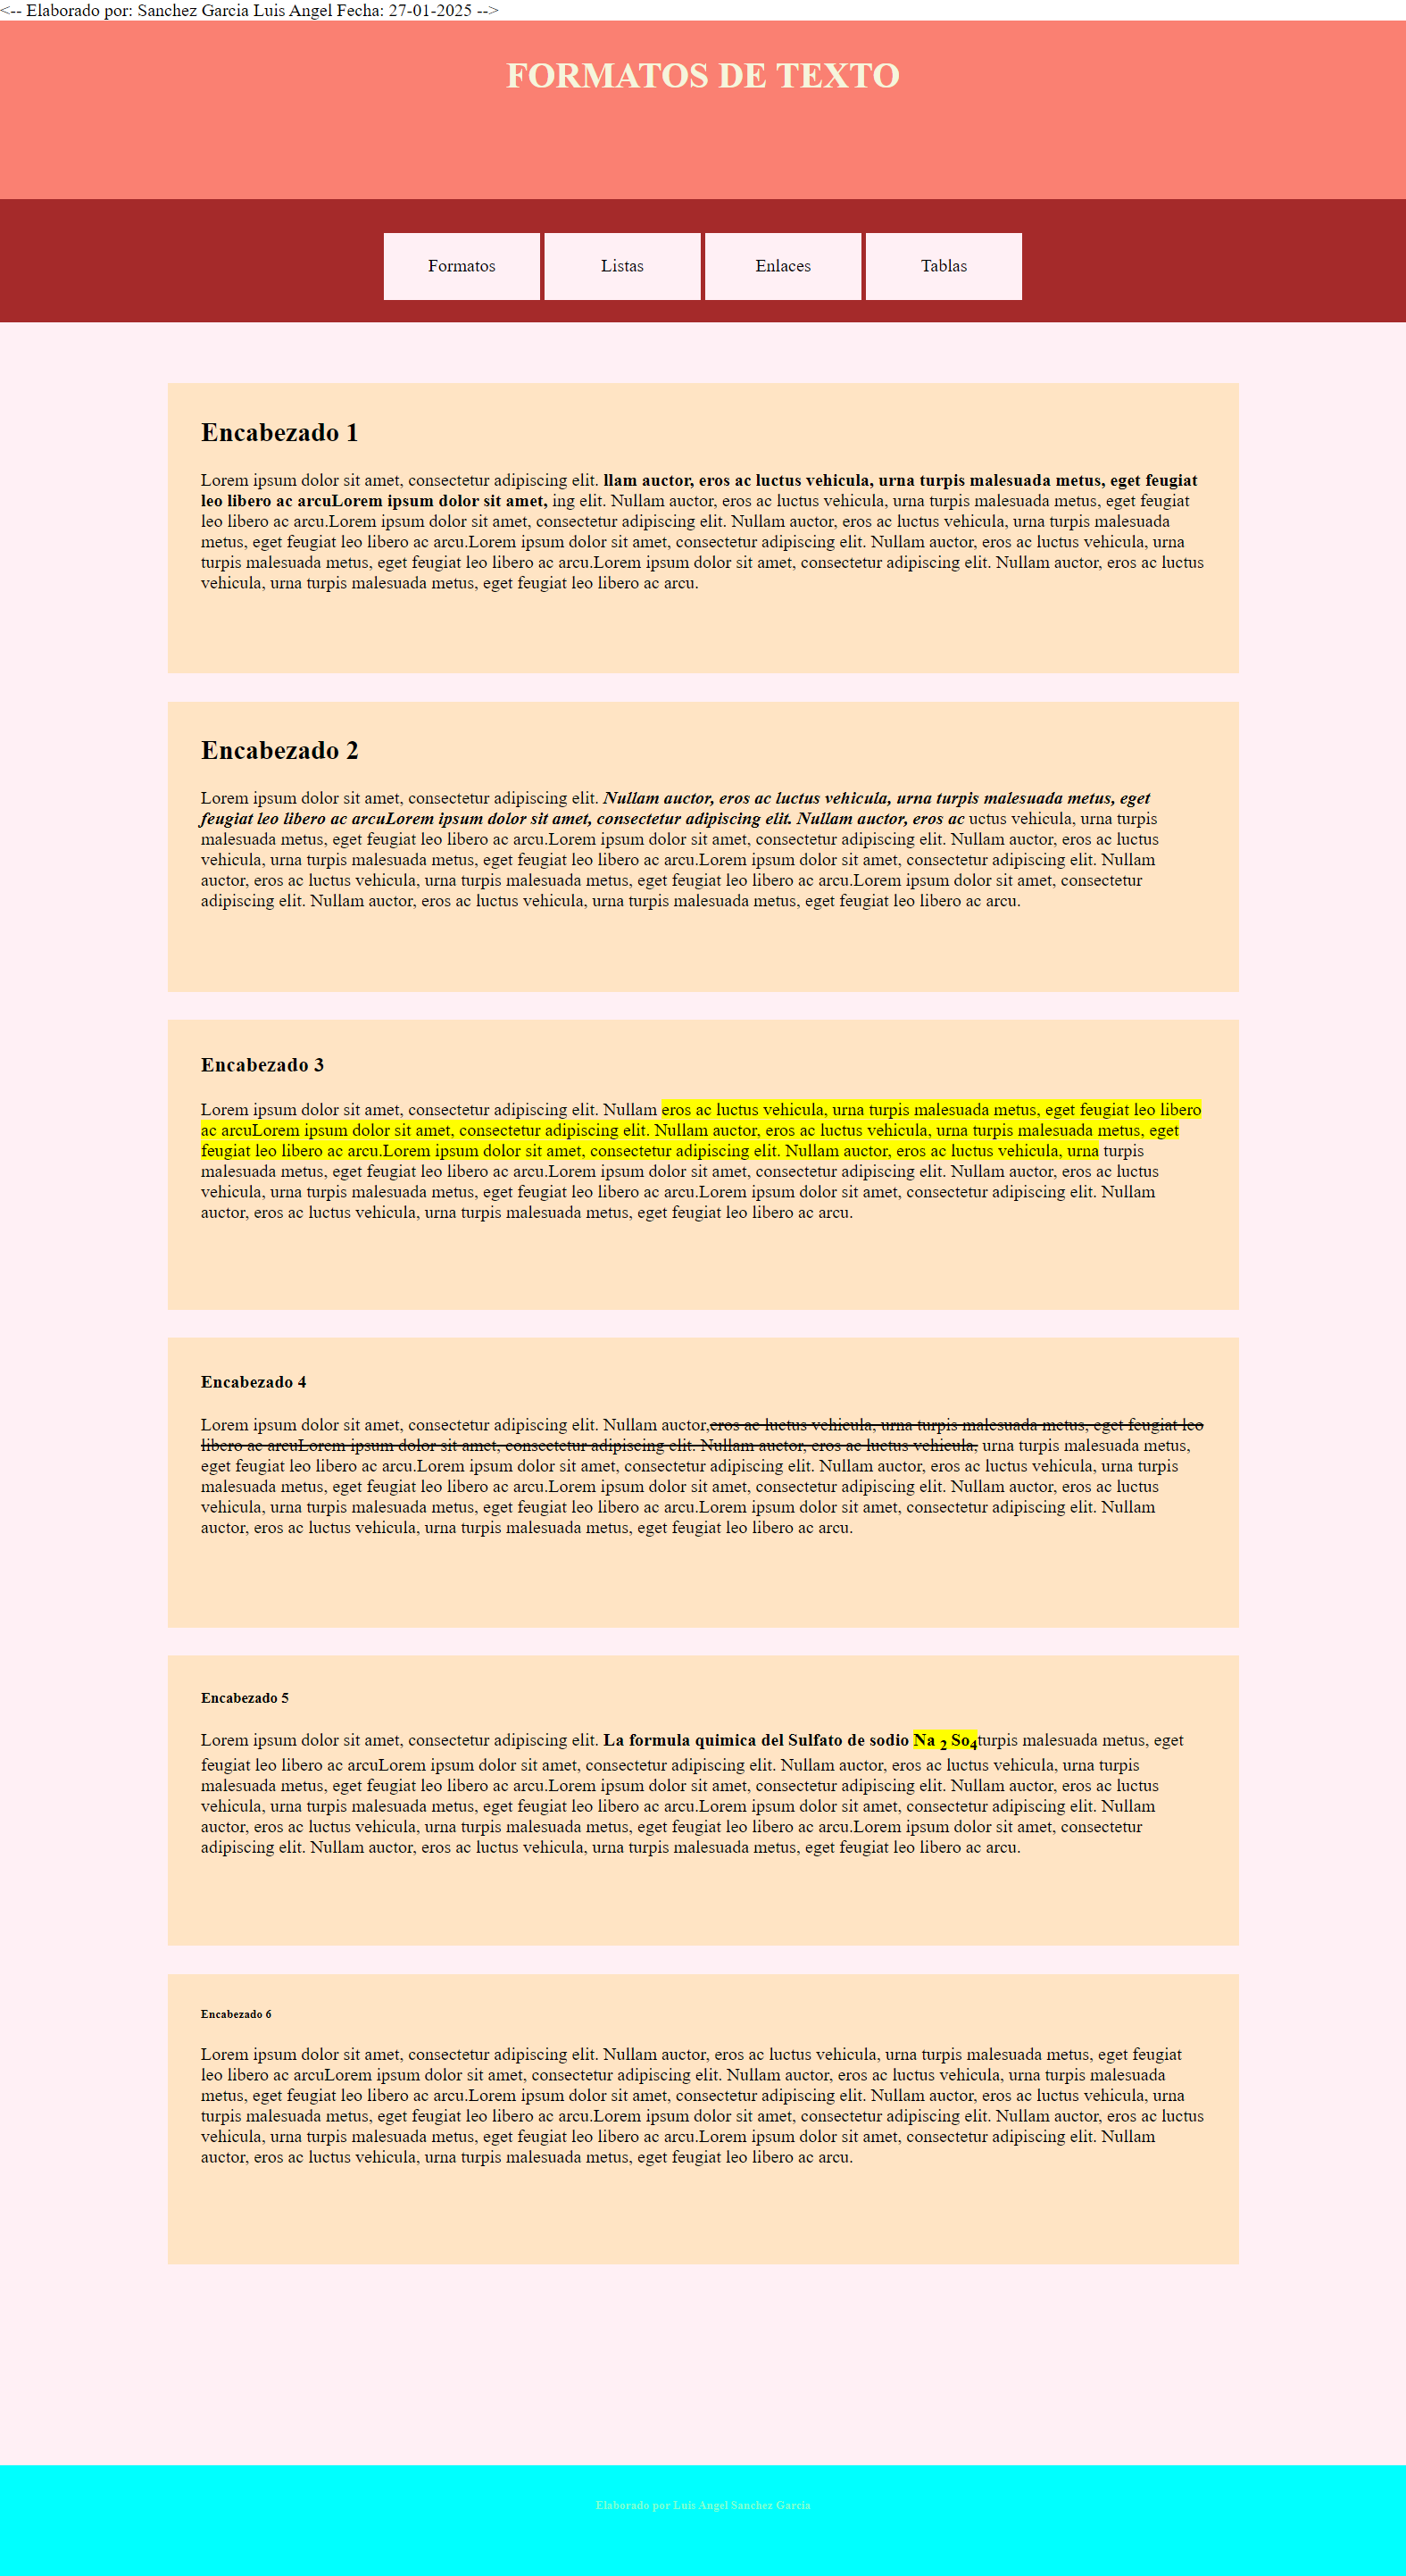 <-- Elaborado por: Sanchez Garcia Luis Angel Fecha: 27-01-2025 -->
FORMATOS DE TEXTO
Formatos Listas Enlaces Tablas
Encabezado 1
Lorem ipsum dolor sit amet, consectetur adipiscing elit. llam auctor, eros ac luctus vehicula, urna turpis malesuada metus, eget feugiat
leo libero ac arcuLorem ipsum dolor sit amet, ing elit. Nullam auctor, eros ac luctus vehicula, urna turpis malesuada metus, eget feugiat
leo libero ac arcu.Lorem ipsum dolor sit amet, consectetur adipiscing elit. Nullam auctor, eros ac luctus vehicula, urna turpis malesuada
metus, eget feugiat leo libero ac arcu.Lorem ipsum dolor sit amet, consectetur adipiscing elit. Nullam auctor, eros ac luctus vehicula, urna
turpis malesuada metus, eget feugiat leo libero ac arcu.Lorem ipsum dolor sit amet, consectetur adipiscing elit. Nullam auctor, eros ac luctus
vehicula, urna turpis malesuada metus, eget feugiat leo libero ac arcu.
Encabezado 2
Lorem ipsum dolor sit amet, consectetur adipiscing elit. Nullam auctor, eros ac luctus vehicula, urna turpis malesuada metus, eget
feugiat leo libero ac arcuLorem ipsum dolor sit amet, consectetur adipiscing elit. Nullam auctor, eros ac uctus vehicula, urna turpis
malesuada metus, eget feugiat leo libero ac arcu.Lorem ipsum dolor sit amet, consectetur adipiscing elit. Nullam auctor, eros ac luctus
vehicula, urna turpis malesuada metus, eget feugiat leo libero ac arcu.Lorem ipsum dolor sit amet, consectetur adipiscing elit. Nullam
auctor, eros ac luctus vehicula, urna turpis malesuada metus, eget feugiat leo libero ac arcu.Lorem ipsum dolor sit amet, consectetur
adipiscing elit. Nullam auctor, eros ac luctus vehicula, urna turpis malesuada metus, eget feugiat leo libero ac arcu.
Encabezado 3
Lorem ipsum dolor sit amet, consectetur adipiscing elit. Nullam eros ac luctus vehicula, urna turpis malesuada metus, eget feugiat leo libero
ac arcuLorem ipsum dolor sit amet, consectetur adipiscing elit. Nullam auctor, eros ac luctus vehicula, urna turpis malesuada metus, eget
feugiat leo libero ac arcu.Lorem ipsum dolor sit amet, consectetur adipiscing elit. Nullam auctor, eros ac luctus vehicula, urna turpis
malesuada metus, eget feugiat leo libero ac arcu.Lorem ipsum dolor sit amet, consectetur adipiscing elit. Nullam auctor, eros ac luctus
vehicula, urna turpis malesuada metus, eget feugiat leo libero ac arcu.Lorem ipsum dolor sit amet, consectetur adipiscing elit. Nullam
auctor, eros ac luctus vehicula, urna turpis malesuada metus, eget feugiat leo libero ac arcu.
Encabezado 4
Lorem ipsum dolor sit amet, consectetur adipiscing elit. Nullam auctor,eros ac luctus vehicula, urna turpis malesuada metus, eget feugiat leo
libero ac arcuLorem ipsum dolor sit amet, consectetur adipiscing elit. Nullam auctor, eros ac luctus vehicula, urna turpis malesuada metus,
eget feugiat leo libero ac arcu.Lorem ipsum dolor sit amet, consectetur adipiscing elit. Nullam auctor, eros ac luctus vehicula, urna turpis
malesuada metus, eget feugiat leo libero ac arcu.Lorem ipsum dolor sit amet, consectetur adipiscing elit. Nullam auctor, eros ac luctus
vehicula, urna turpis malesuada metus, eget feugiat leo libero ac arcu.Lorem ipsum dolor sit amet, consectetur adipiscing elit. Nullam
auctor, eros ac luctus vehicula, urna turpis malesuada metus, eget feugiat leo libero ac arcu.
Encabezado 5
Lorem ipsum dolor sit amet, consectetur adipiscing elit. La formula quimica del Sulfato de sodio Na 2 So4turpis malesuada metus, eget
feugiat leo libero ac arcuLorem ipsum dolor sit amet, consectetur adipiscing elit. Nullam auctor, eros ac luctus vehicula, urna turpis
malesuada metus, eget feugiat leo libero ac arcu.Lorem ipsum dolor sit amet, consectetur adipiscing elit. Nullam auctor, eros ac luctus
vehicula, urna turpis malesuada metus, eget feugiat leo libero ac arcu.Lorem ipsum dolor sit amet, consectetur adipiscing elit. Nullam
auctor, eros ac luctus vehicula, urna turpis malesuada metus, eget feugiat leo libero ac arcu.Lorem ipsum dolor sit amet, consectetur
adipiscing elit. Nullam auctor, eros ac luctus vehicula, urna turpis malesuada metus, eget feugiat leo libero ac arcu.
Encabezado 6
Lorem ipsum dolor sit amet, consectetur adipiscing elit. Nullam auctor, eros ac luctus vehicula, urna turpis malesuada metus, eget feugiat
leo libero ac arcuLorem ipsum dolor sit amet, consectetur adipiscing elit. Nullam auctor, eros ac luctus vehicula, urna turpis malesuada
metus, eget feugiat leo libero ac arcu.Lorem ipsum dolor sit amet, consectetur adipiscing elit. Nullam auctor, eros ac luctus vehicula, urna
turpis malesuada metus, eget feugiat leo libero ac arcu.Lorem ipsum dolor sit amet, consectetur adipiscing elit. Nullam auctor, eros ac luctus
vehicula, urna turpis malesuada metus, eget feugiat leo libero ac arcu.Lorem ipsum dolor sit amet, consectetur adipiscing elit. Nullam
auctor, eros ac luctus vehicula, urna turpis malesuada metus, eget feugiat leo libero ac arcu.
Elaborado por Luis Angel Sanchez Garcia